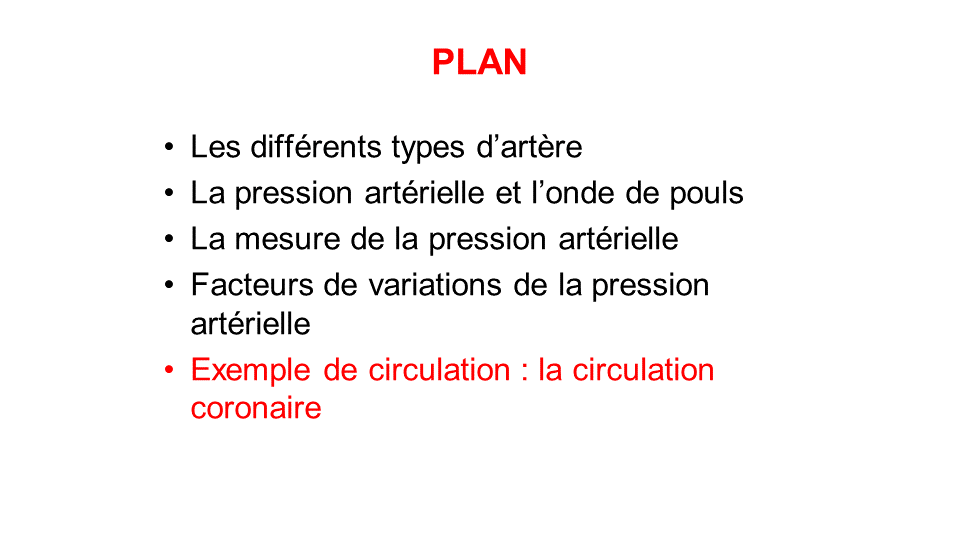 PLAN
• Les différents types d’artère
• La pression artérielle et l’onde de pouls
• La mesure de la pression artérielle
• Facteurs de variations de la pression
artérielle
• Exemple de circulation : la circulation
coronaire